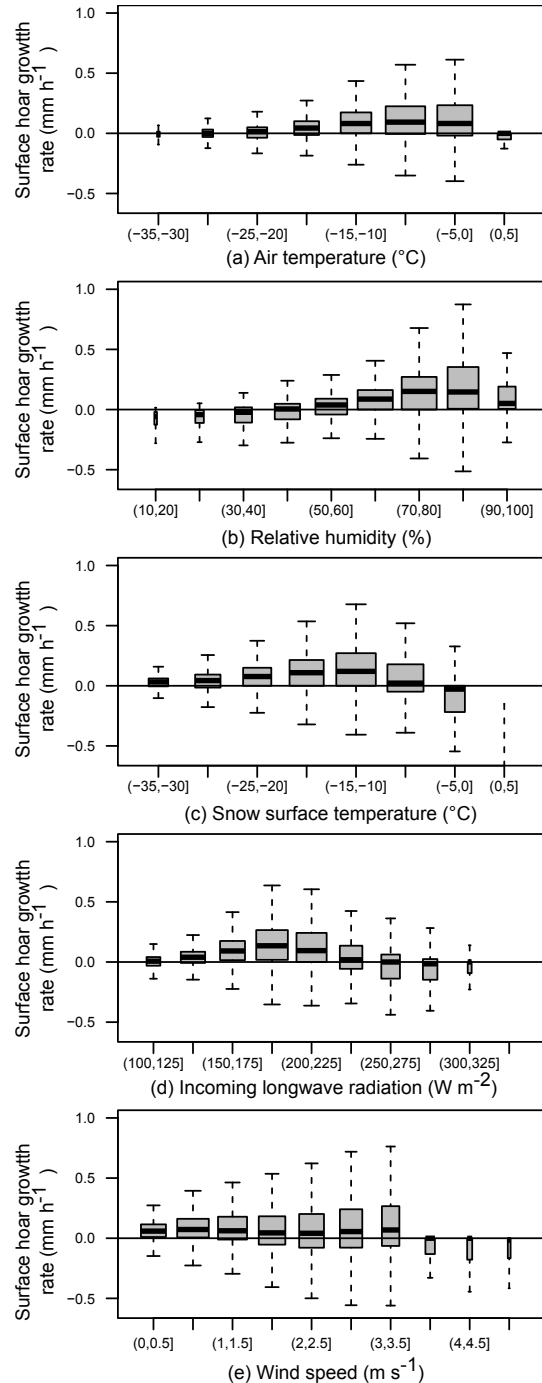 Surface hoar growtth
rate (mm h⁻¹ )
1.0
0.5
0.0
−0.5
(−35,−30] (−25,−20] (−15,−10] (−5,0] (0,5]
(a) Air temperature (°C)
Surface hoar growtth
rate (mm h⁻¹ )
1.0
0.5
0.0
−0.5
(10,20] (30,40] (50,60] (70,80] (90,100]
(b) Relative humidity (%)
Surface hoar growtth
rate (mm h⁻¹ )
1.0
0.5
0.0
−0.5
(−35,−30] (−25,−20] (−15,−10] (−5,0] (0,5]
(c) Snow surface temperature (°C)
Surface hoar growtth
rate (mm h⁻¹ )
1.0
0.5
0.0
−0.5
(100,125] (150,175] (200,225] (250,275] (300,325]
(d) Incoming longwave radiation (W m⁻²)
Surface hoar growtth
rate (mm h⁻¹ )
1.0
0.5
0.0
−0.5
(0,0.5] (1,1.5] (2,2.5] (3,3.5] (4,4.5]
(e) Wind speed (m s⁻¹)